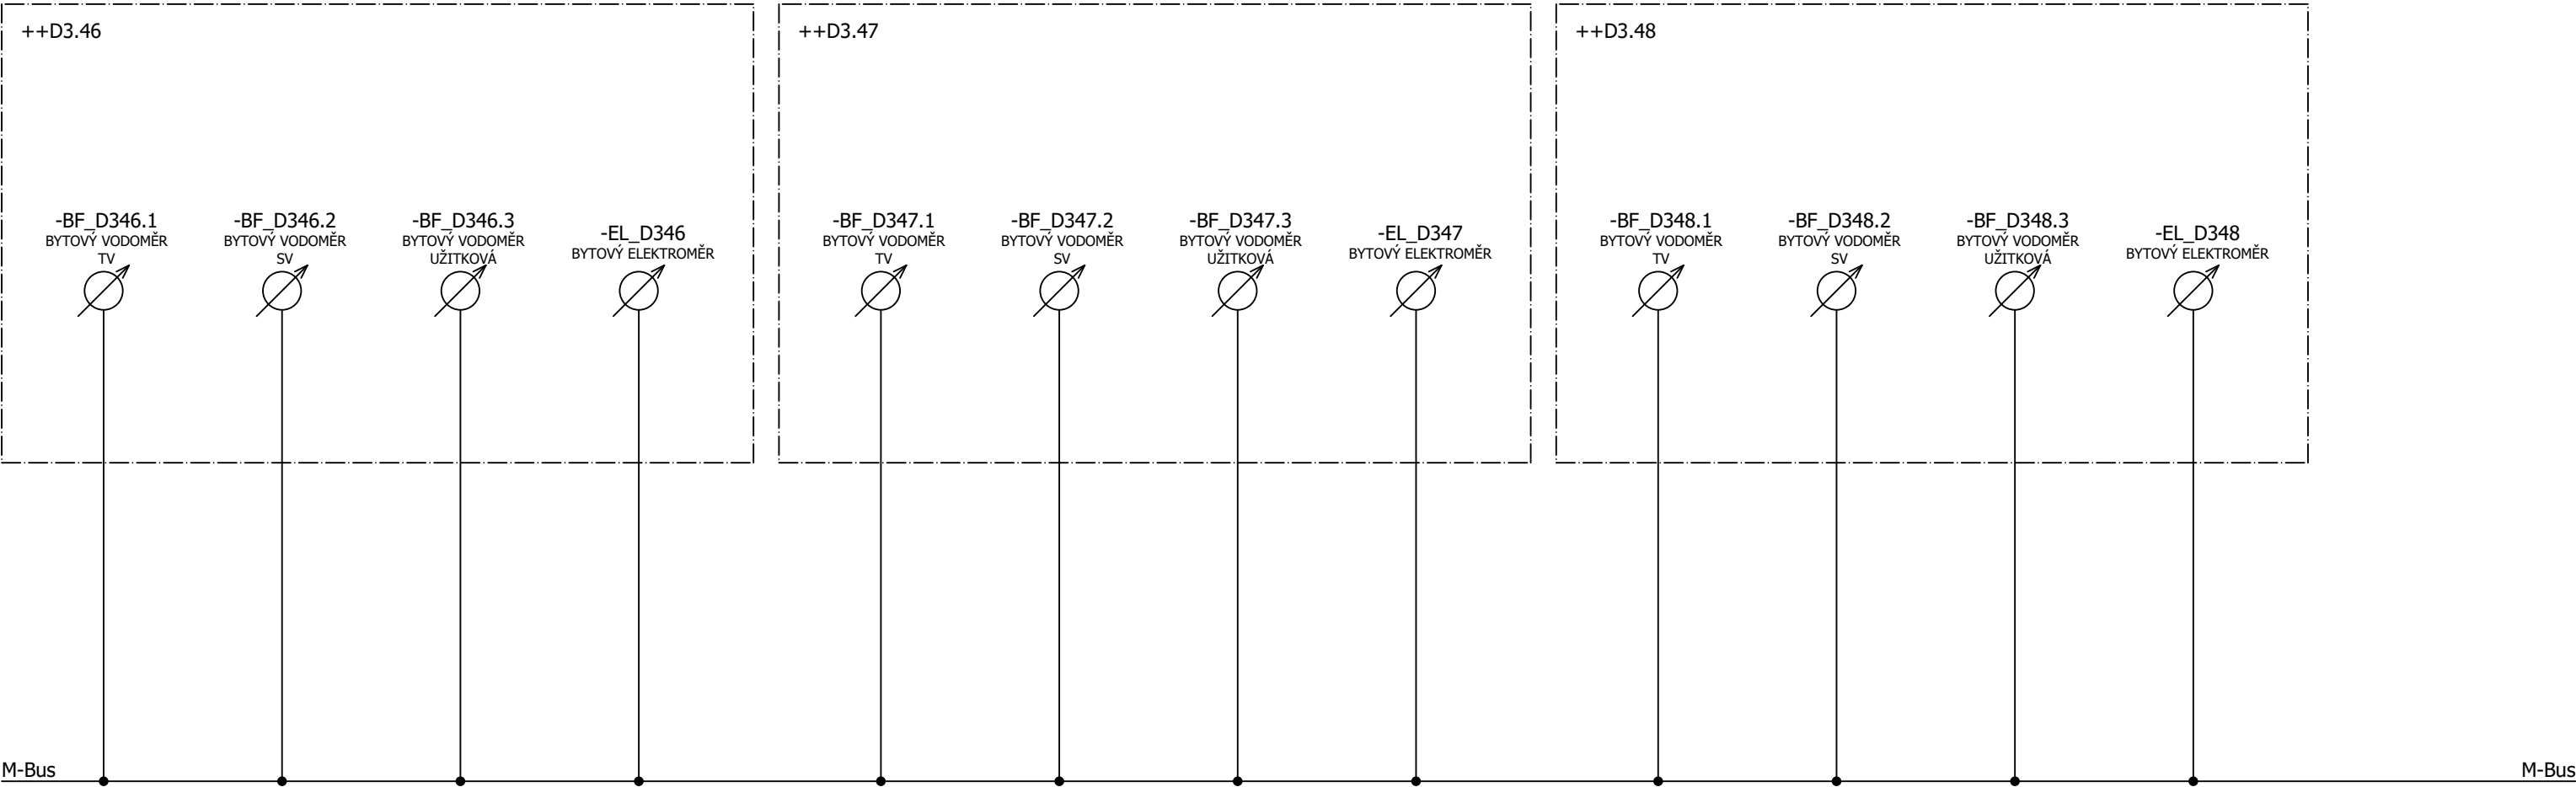 ++D3.46
++D3.47
++D3.48
-BF_D346.1
BYTOVÝ VODOMĚR
TV
-BF_D346.2
BYTOVÝ VODOMĚR
SV
-BF_D346.3
BYTOVÝ VODOMĚR
UŽITKOVÁ
-EL_D346
BYTOVÝ ELEKTROMĚR
-BF_D347.1
BYTOVÝ VODOMĚR
TV
-BF_D347.2
BYTOVÝ VODOMĚR
SV
-BF_D347.3
BYTOVÝ VODOMĚR
UŽITKOVÁ
-EL_D347
BYTOVÝ ELEKTROMĚR
-BF_D348.1
BYTOVÝ VODOMĚR
TV
-BF_D348.2
BYTOVÝ VODOMĚR
SV
-BF_D348.3
BYTOVÝ VODOMĚR
UŽITKOVÁ
-EL_D348
BYTOVÝ ELEKTROMĚR
M-Bus
M-Bus